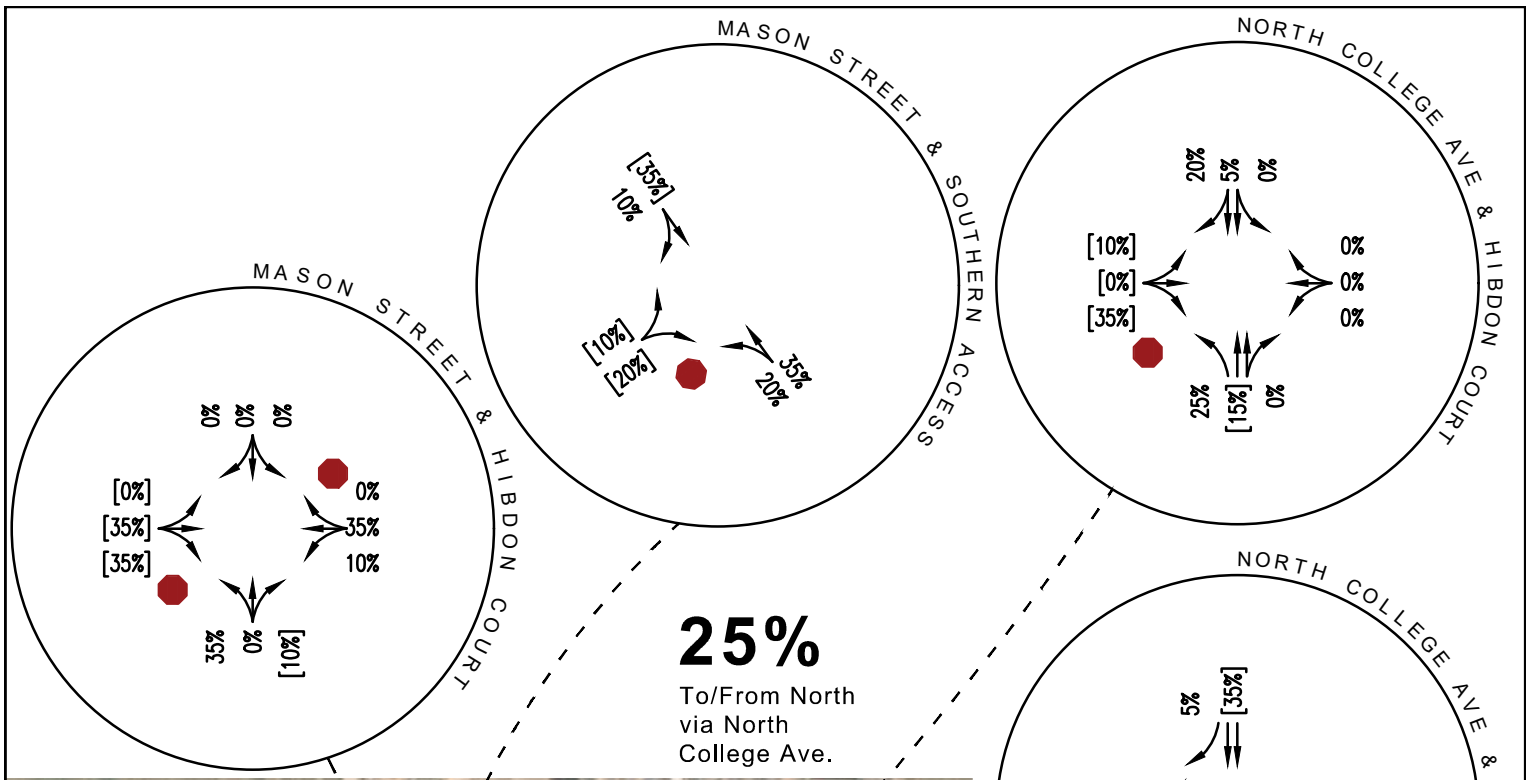 MASON STREET & HIBDON COURT
0% 0% 0%
[0%]
[35%]
[35%]
0%
35%
10%
35% 0% [10%]
MASON STREET & SOUTHERN ACCESS
[35%]
10%
[10%]
[20%]
35%
20%
NORTH COLLEGE AVE & HIBDON COURT
20% 5% 0%
[10%]
[0%]
[35%]
0%
0%
0%
25% [15%] 0%
25%
To/From North
via North
College Ave.
NORTH COLLEGE AVE &
5% [35%]